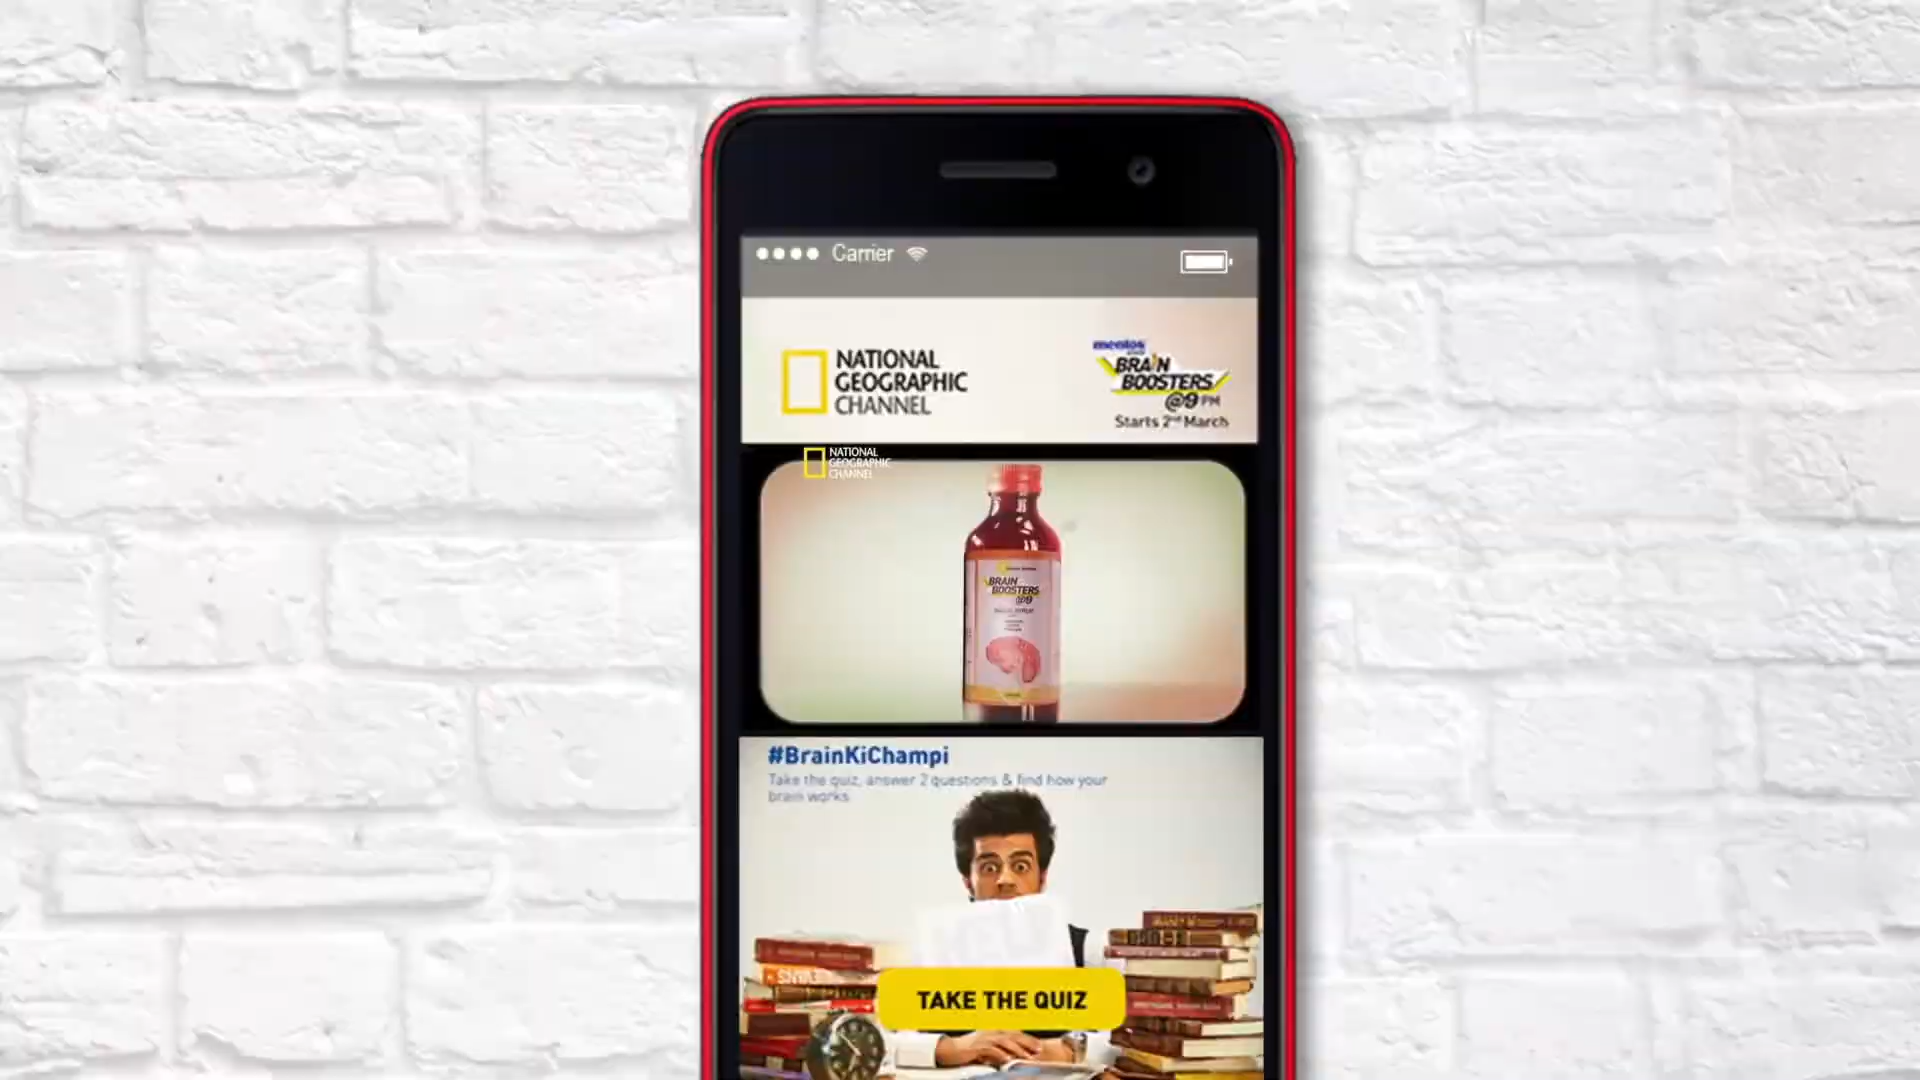 Carrier
NATIONAL
GEOGRAPHIC
CHANNEL
mentos
BRAIN
BOOSTERS
@9 PM
Starts 2nd March
NATIONAL
GEOGRAPHIC
CHANNEL
BRAIN
BOOSTERS
@9
#BrainKiChampi
Take the quiz, answer 2 questions & find how your
brain works
HELP
TAKE THE QUIZ